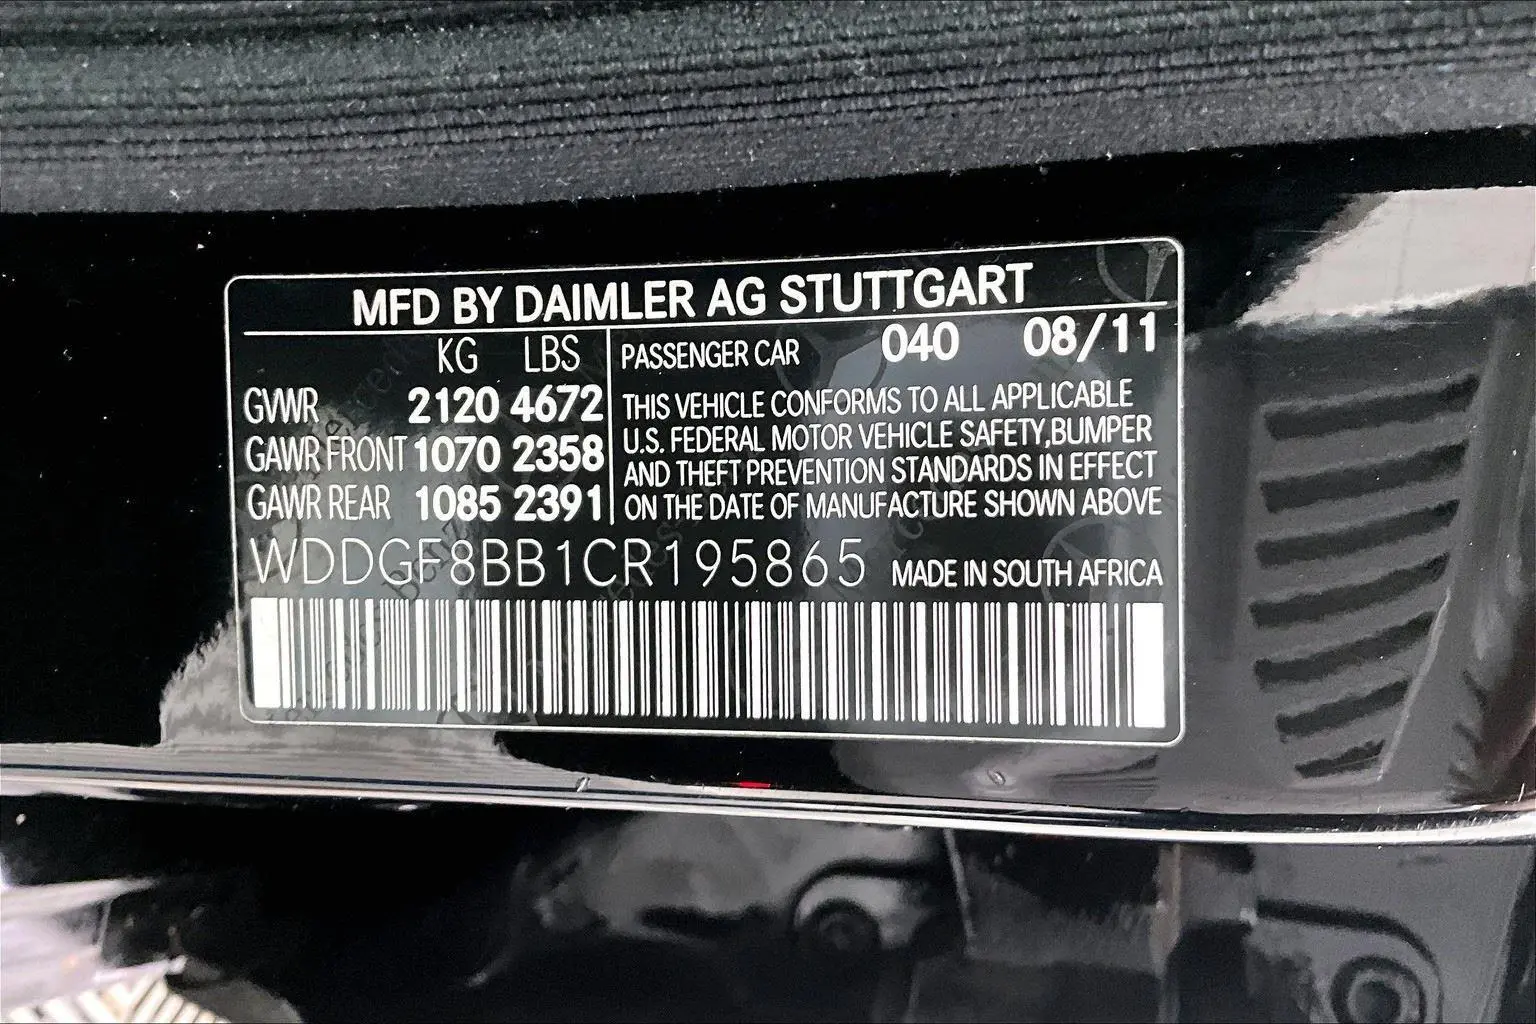 MFD BY DAIMLER AG STUTTGART
KG LBS
GVWR 2120 4672
GAWR FRONT 1070 2358
GAWR REAR 1085 2391
PASSENGER CAR 040 08/11
THIS VEHICLE CONFORMS TO ALL APPLICABLE
U.S. FEDERAL MOTOR VEHICLE SAFETY,BUMPER
AND THEFT PREVENTION STANDARDS IN EFFECT
ON THE DATE OF MANUFACTURE SHOWN ABOVE
WDDGF8BB1CR195865 MADE IN SOUTH AFRICA